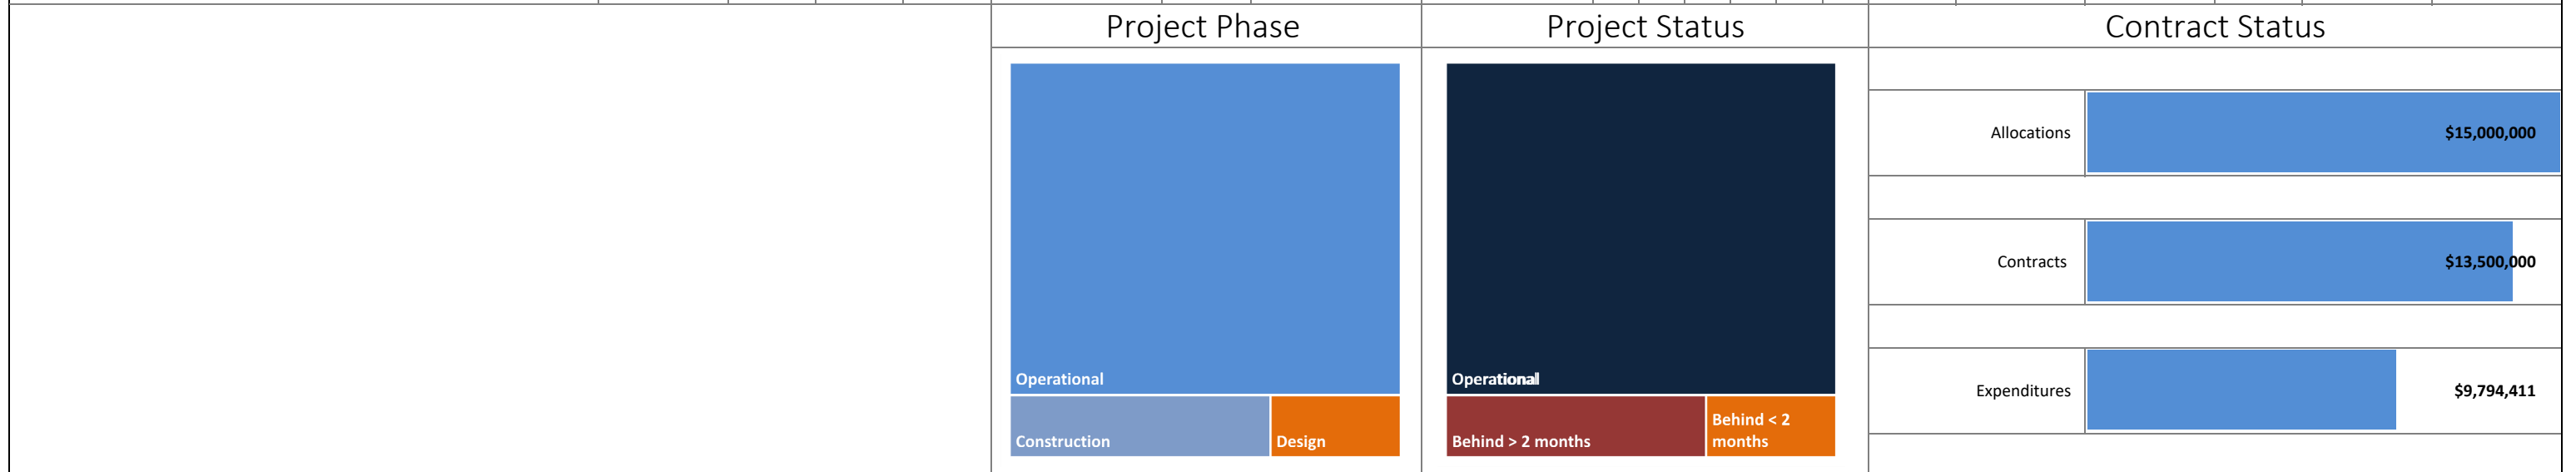 Project Phase
Project Status
Contract Status
Operational
Construction
Design
Operational
Behind > 2 months
Behind < 2
months
Allocations
$15,000,000
Contracts
$13,500,000
Expenditures
$9,794,411